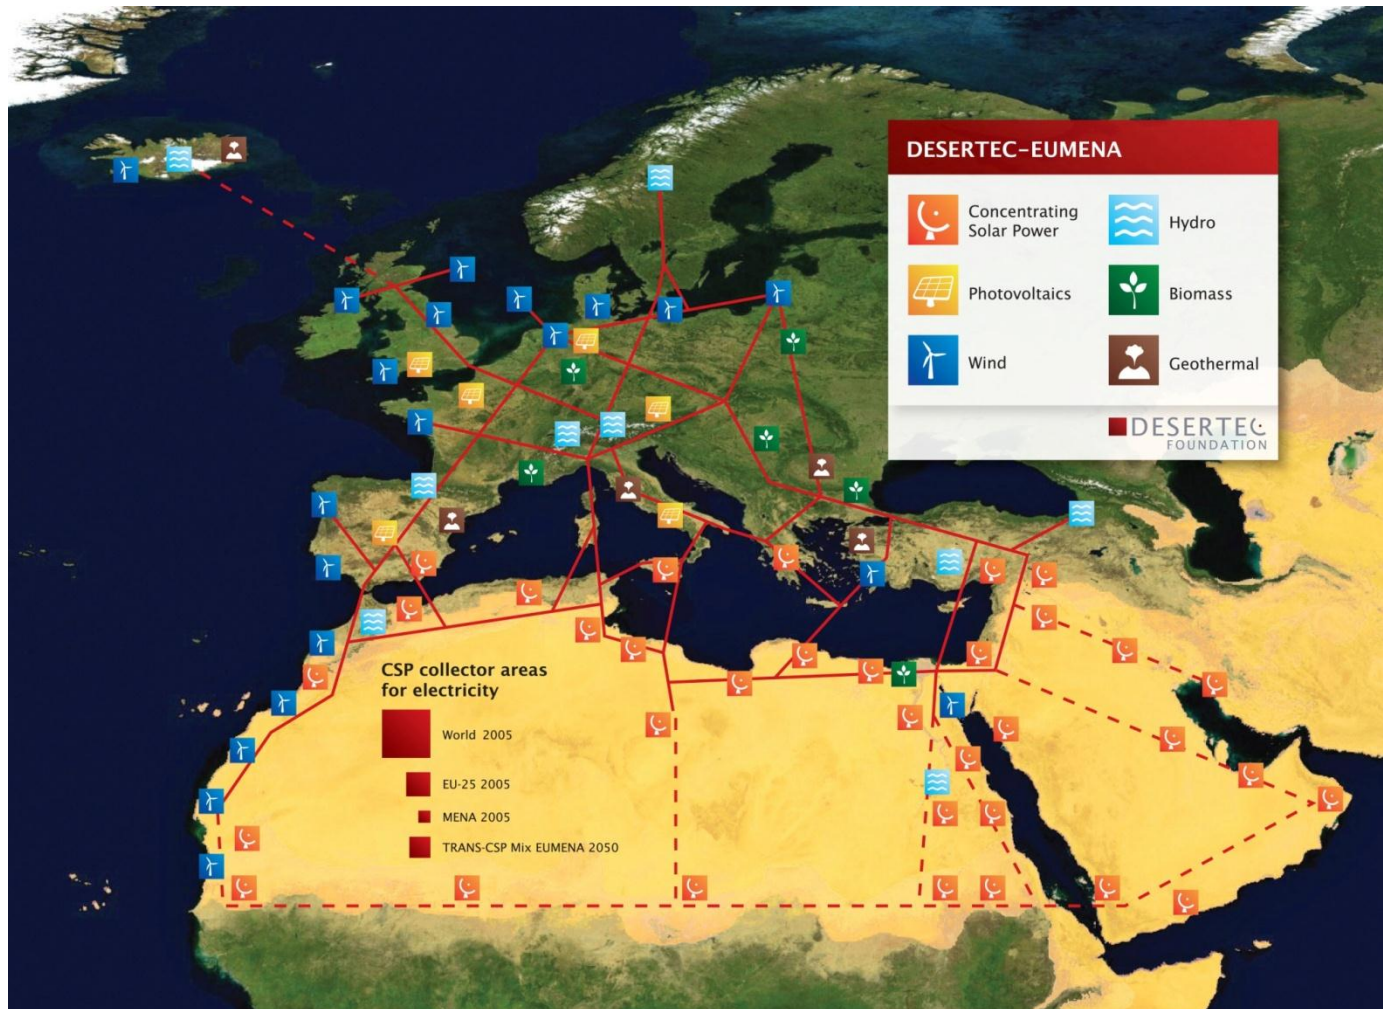 DESERTEC-EUMENA
Concentrating
Solar Power
Hydro
Photovoltaics
Biomass
Wind
Geothermal
DESERTEC
FOUNDATION
CSP collector areas
for electricity
World 2005
EU-25 2005
MENA 2005
TRANS-CSP Mix EUMENA 2050